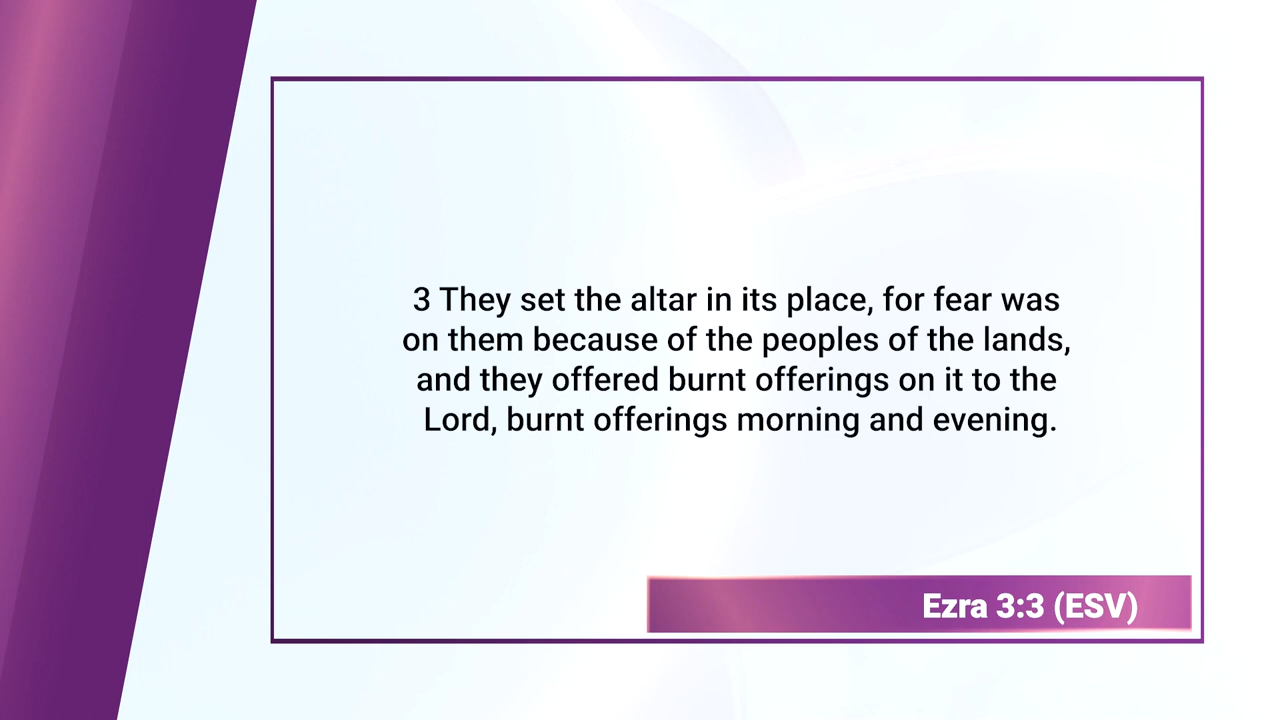 3 They set the altar in its place, for fear was
on them because of the peoples of the lands,
and they offered burnt offerings on it to the
Lord, burnt offerings morning and evening.
Ezra 3:3 (ESV)